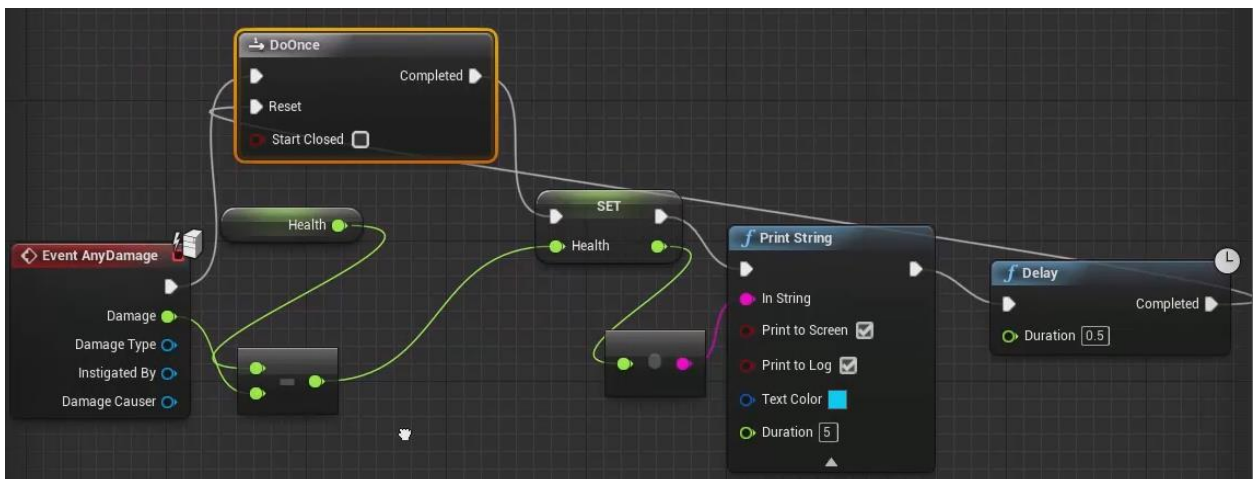 DoOnce
Completed
Reset
Start Closed
Health
Event AnyDamage
Damage
Damage Type
Instigated By
Damage Causer
-
SET
Health
f Print String
In String
Print to Screen
Print to Log
Text Color
Duration 5
f Delay
Completed
Duration 0.5